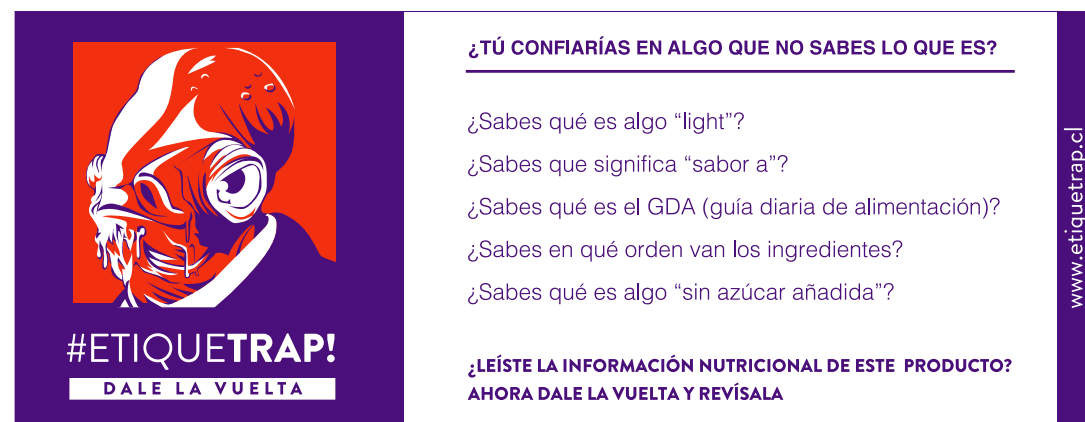 #ETIQUETRAP!
DALE LA VUELTA
¿TÚ CONFIARÍAS EN ALGO QUE NO SABES LO QUE ES?
¿Sabes qué es algo “light”?
¿Sabes que significa “sabor a”?
¿Sabes qué es el GDA (guía diaria de alimentación)?
¿Sabes en qué orden van los ingredientes?
¿Sabes qué es algo “sin azúcar añadida”?
¿LEÍSTE LA INFORMACIÓN NUTRICIONAL DE ESTE PRODUCTO?
AHORA DALE LA VUELTA Y REVÍSALA
www.etiquetrap.cl